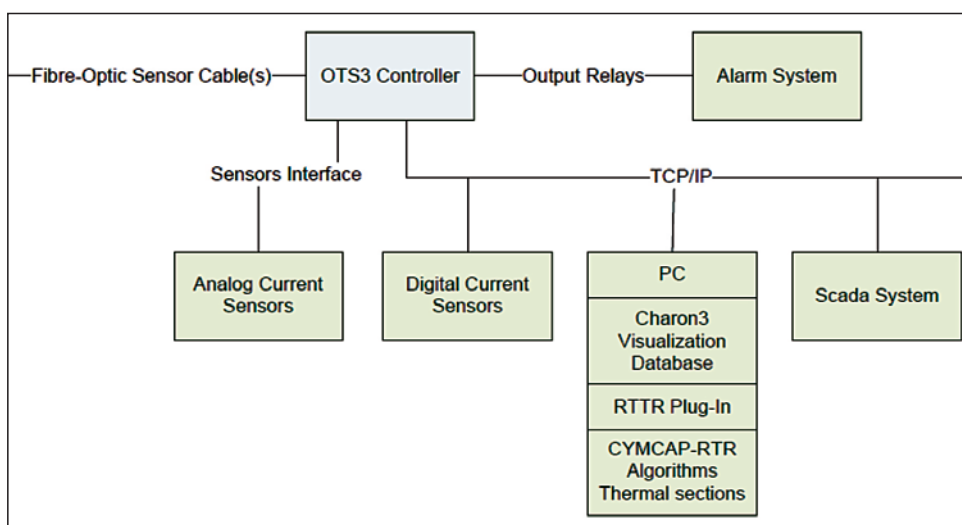 Fibre-Optic Sensor Cable(s)
OTS3 Controller
Output Relays
Alarm System
Sensors Interface
TCP/IP
Analog Current
Sensors
Digital Current
Sensors
PC
Charon3
Visualization
Database
RTTR Plug-In
CYMCAP-RTR
Algorithms
Thermal sections
Scada System